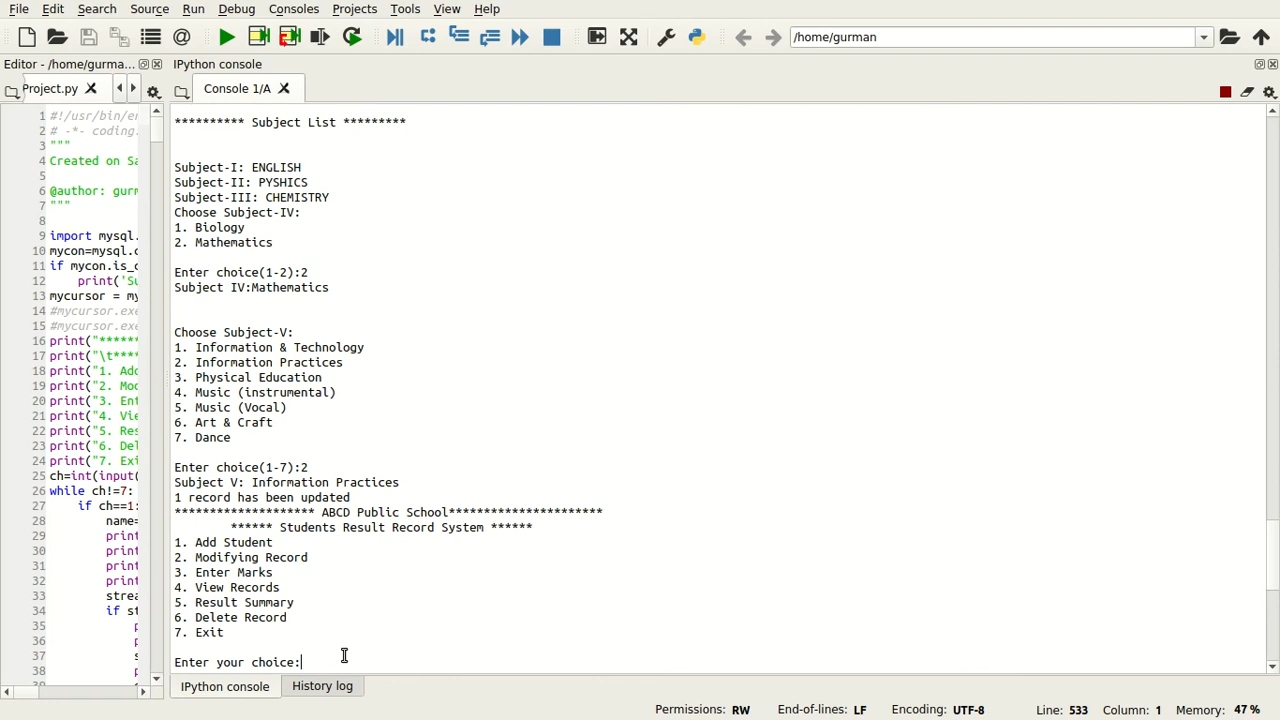 File Edit Search Source Run Debug Consoles Projects Tools View Help
/home/gurman
Editor - /home/gurma...
IPython console
Project.py
Console 1/A
1 #!/usr/bin/en
2 # -*- coding:
3 """
4 Created on Sa
5
6 @author: gurm
7 """
8
9 import mysql.
10 mycon=mysql.c
11 if mycon.is_c
12 print('Su
13 mycursor = my
14 #mycursor.exe
15 #mycursor.exe
16 print("******
17 print("\t****
18 print("1. Add
19 print("2. Mod
20 print("3. Ent
21 print("4. Vie
22 print("5. Res
23 print("6. Del
24 print("7. Exi
25 ch=int(input(
26 while ch!=7:
27 if ch==1:
28 name=
29 print
30 print
31 print
32 print
33 strea
34 if st
35 p
36 p
37 s
38 p
********** Subject List *********
Subject-I: ENGLISH
Subject-II: PYSHICS
Subject-III: CHEMISTRY
Choose Subject-IV:
1. Biology
2. Mathematics
Enter choice(1-2):2
Subject IV:Mathematics
Choose Subject-V:
1. Information & Technology
2. Information Practices
3. Physical Education
4. Music (instrumental)
5. Music (Vocal)
6. Art & Craft
7. Dance
Enter choice(1-7):2
Subject V: Information Practices
1 record has been updated
******************** ABCD Public School**********************
****** Students Result Record System ******
1. Add Student
2. Modifying Record
3. Enter Marks
4. View Records
5. Result Summary
6. Delete Record
7. Exit
Enter your choice:
IPython console
History log
Permissions: RW End-of-lines: LF Encoding: UTF-8 Line: 533 Column: 1 Memory: 47 %